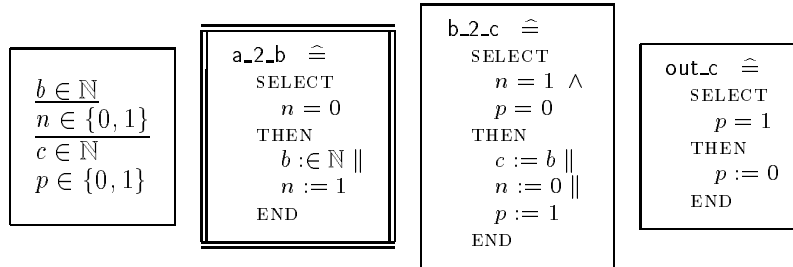 b ∈ ℕ
n ∈ {0, 1}
c ∈ ℕ
p ∈ {0, 1}
a_2_b ≙
SELECT
n = 0
THEN
b :∈ ℕ ||
n := 1
END
b_2_c ≙
SELECT
n = 1 ∧
p = 0
THEN
c := b ||
n := 0 ||
p := 1
END
out_c ≙
SELECT
p = 1
THEN
p := 0
END